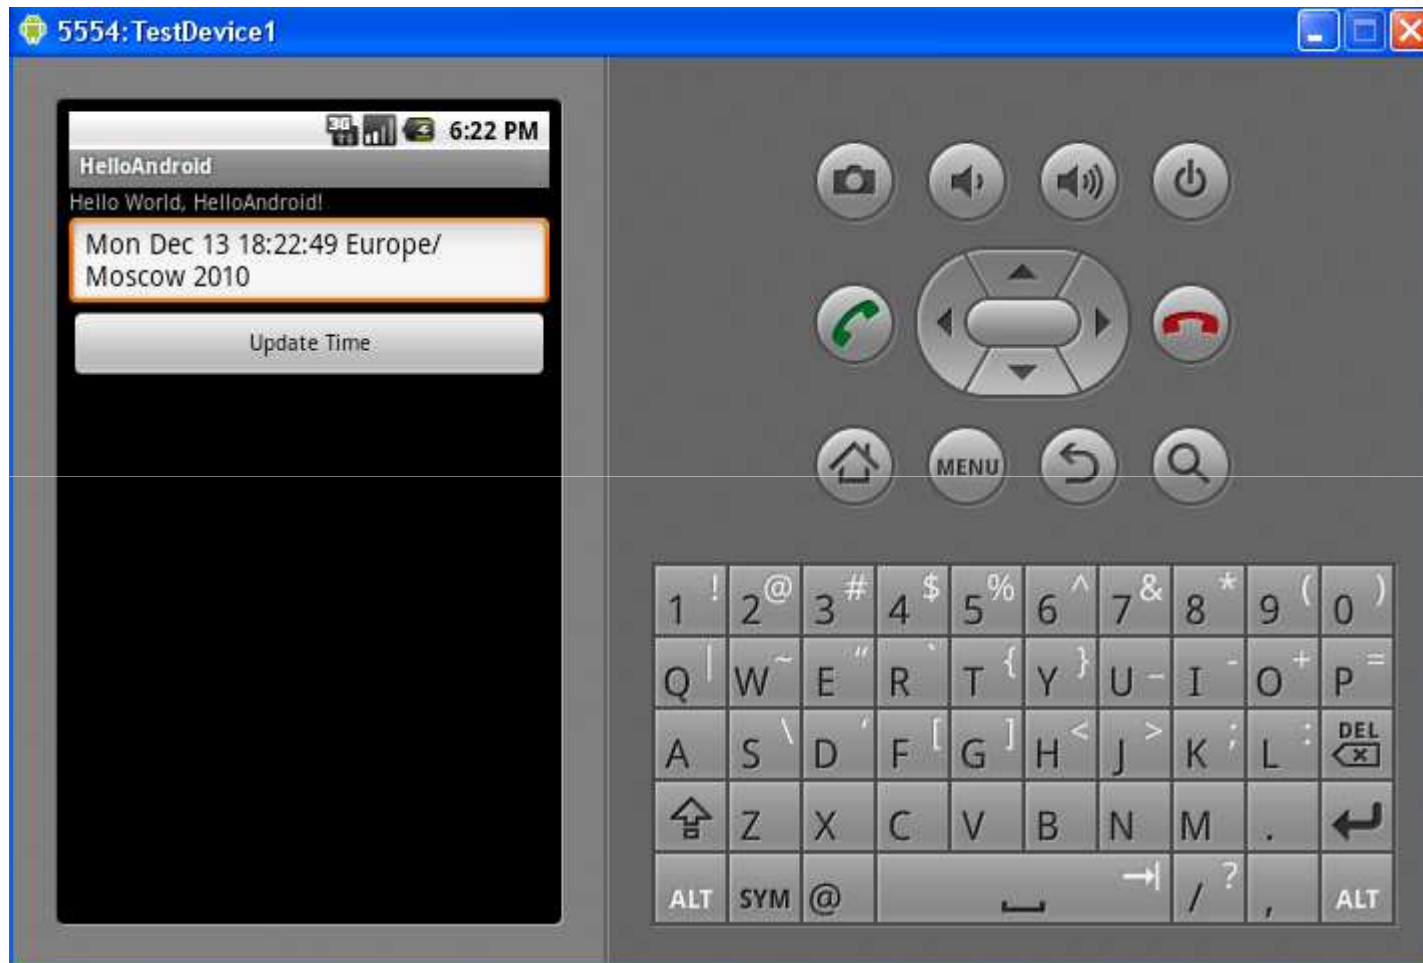 5554:TestDevice1
3G 6:22 PM
HelloAndroid
Hello World, HelloAndroid!
Mon Dec 13 18:22:49 Europe/
Moscow 2010
Update Time
MENU
1 ! 2 @ 3 # 4 $ 5 % 6 ^ 7 & 8 * 9 ( 0 )
Q | W ~ E " R ` T { Y } U _ I - O + P =
A S \ D ' F [ G ] H < J > K ; L : DEL
Z X C V B N M .
ALT SYM @ / ? , ALT